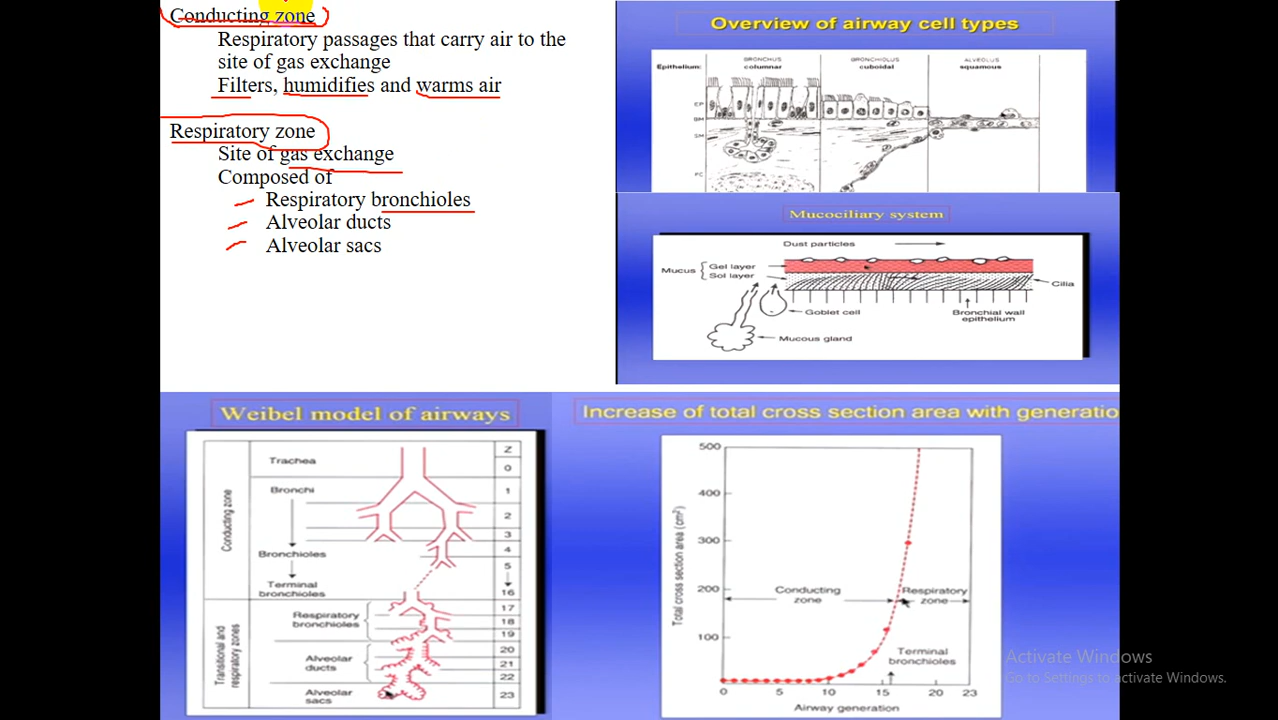 Conducting zone
Respiratory passages that carry air to the
site of gas exchange
Filters, humidifies and warms air
Respiratory zone
Site of gas exchange
Composed of
Respiratory bronchioles
Alveolar ducts
Alveolar sacs
Overview of airway cell types
Epithelium:
BRONCHUS
columnar
BRONCHIOLUS
cuboidal
ALVEOLUS
squamous
EP
BM
SM
FC
Mucociliary system
Dust particles
Mucus
Gel layer
Sol layer
Cilia
Goblet cell
Bronchial wall
epithelium
Mucous gland
Weibel model of airways
Conducting zone
Transitional and
respiratory zones
Trachea
Bronchi
Bronchioles
Terminal
bronchioles
Respiratory
bronchioles
Alveolar
ducts
Alveolar
sacs
Z
0
1
2
3
4
5
16
17
18
19
20
21
22
23
Increase of total cross section area with generatio
Total cross section area (cm²)
500
400
300
200
100
Conducting
zone
Respiratory
zone
Terminal
bronchioles
0
5
10
15
20
23
Airway generation
Activate Windows
Go to Settings to activate Windows.